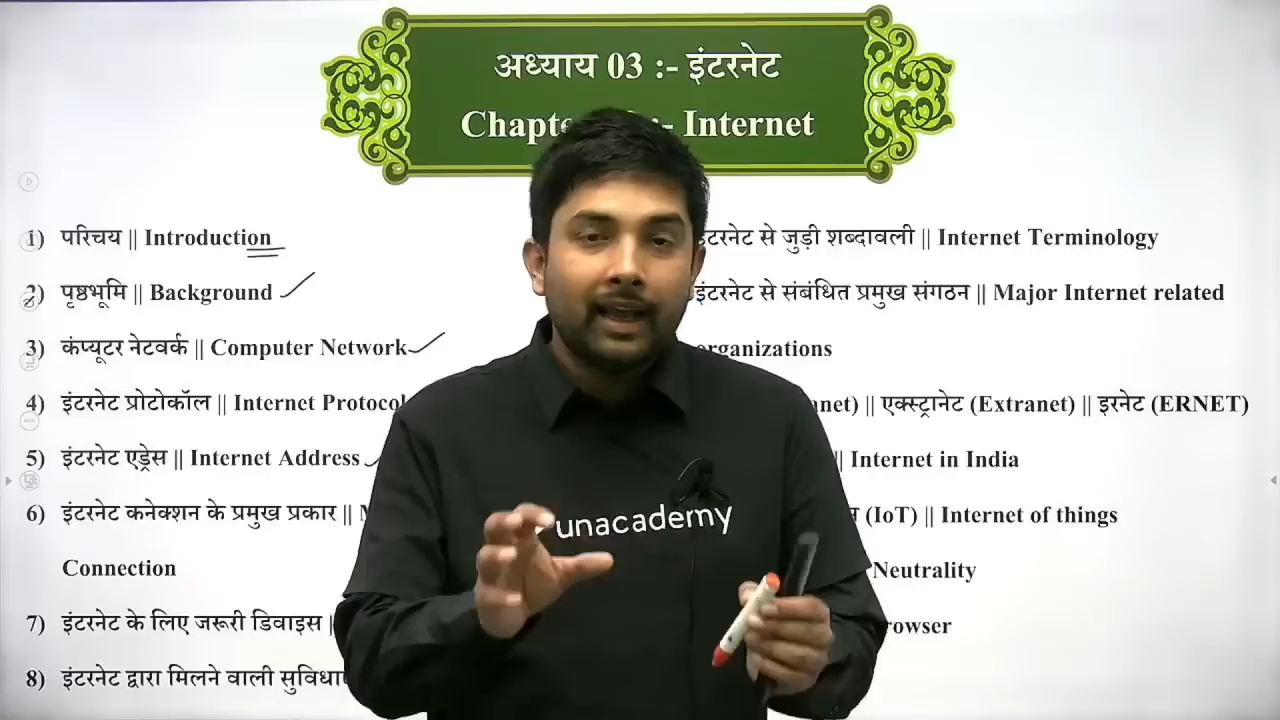 अध्याय 03 :- इंटरनेट
:- Internet
1) परिचय || Introduction
2) पृष्ठभूमि || Background
3) कंप्यूटर नेटवर्क || Computer Network
4) इंटरनेट प्रोटोकॉल || Internet Protocol
5) इंटरनेट एड्रेस || Internet Address
6) इंटरनेट कनेक्शन के प्रमुख प्रकार ||
Connection
7) इंटरनेट के लिए जरूरी डिवाइस |
8) इंटरनेट द्वारा मिलने वाली
से जुड़ी शब्दावली || Internet Terminology
इंटरनेट से संबंधित प्रमुख संगठन || Major Internet related
organizations
|| एक्स्ट्रानेट (Extranet) || इरनेट (ERNET)
|| Internet in India
(IoT) || Internet of things
Neutrality
unacademy